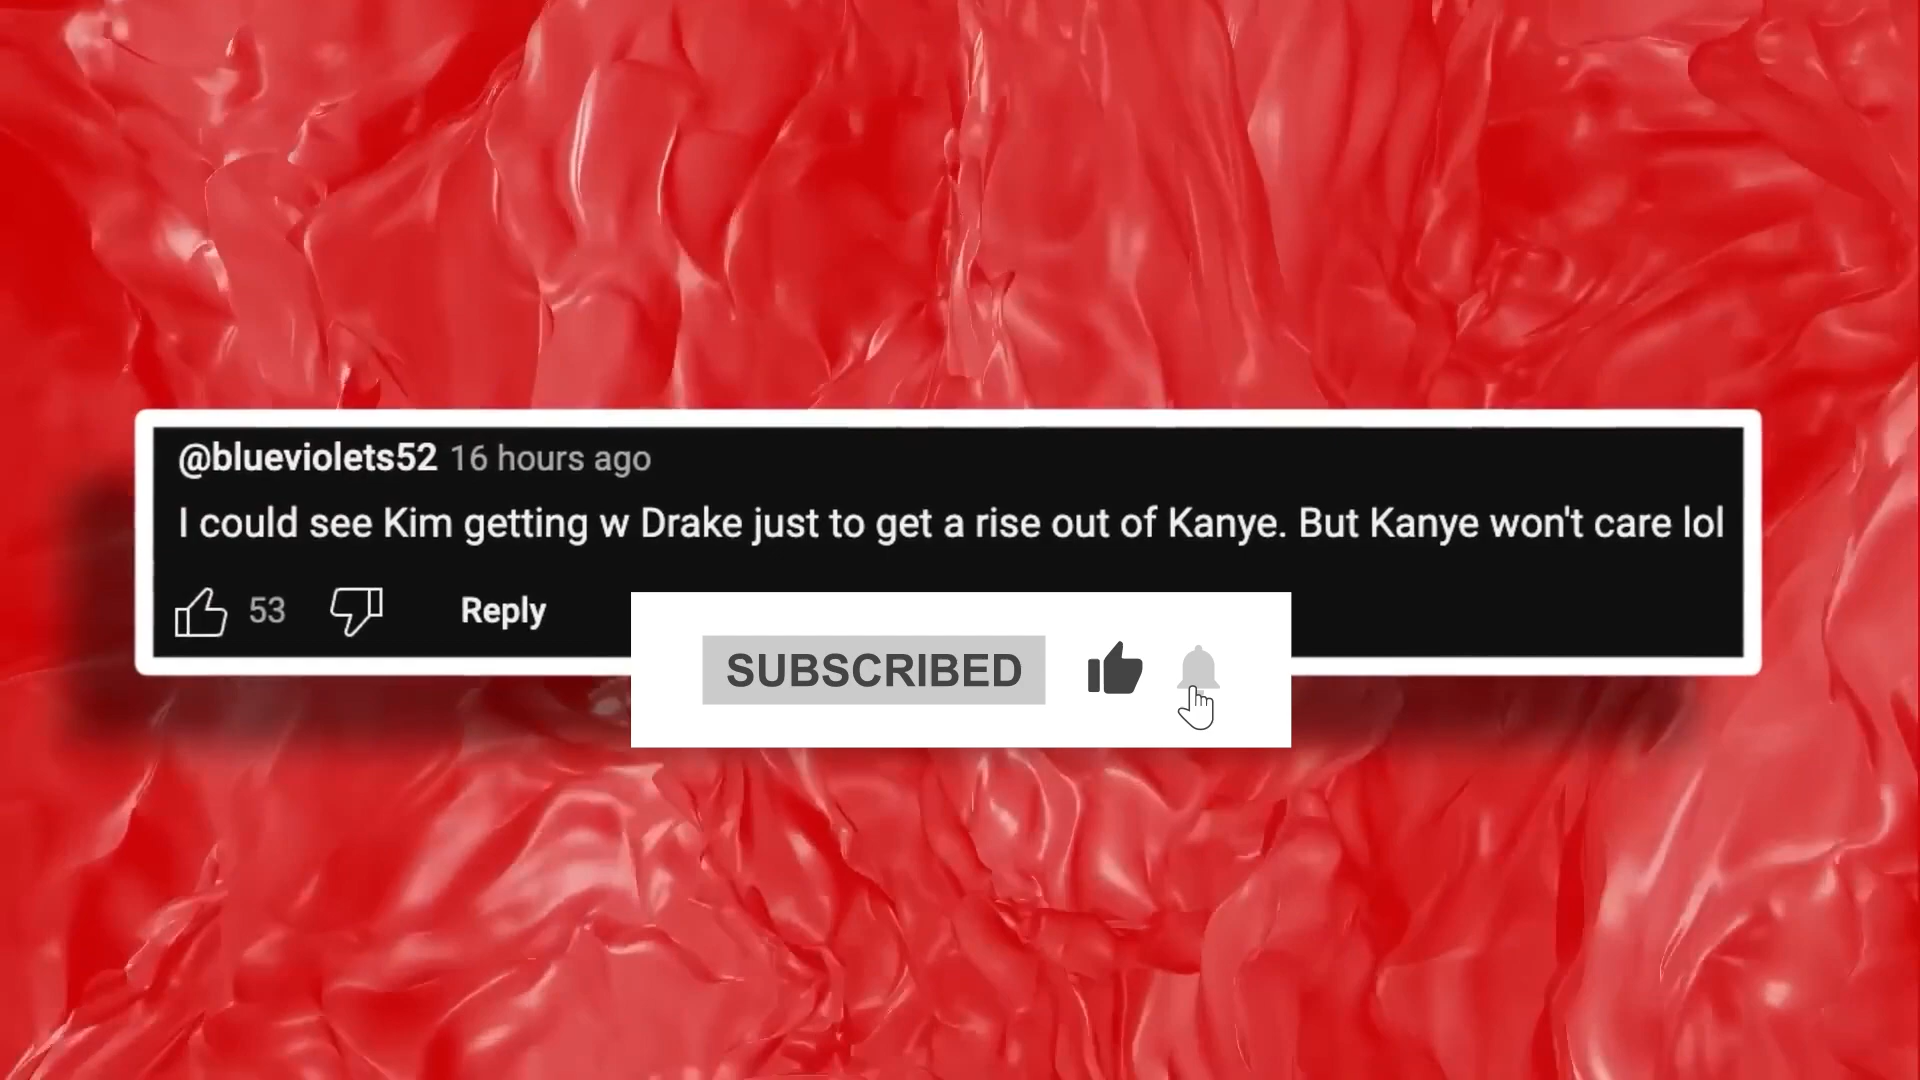 @blueviolets52 16 hours ago
I could see Kim getting w Drake just to get a rise out of Kanye. But Kanye won't care lol
53 Reply
SUBSCRIBED